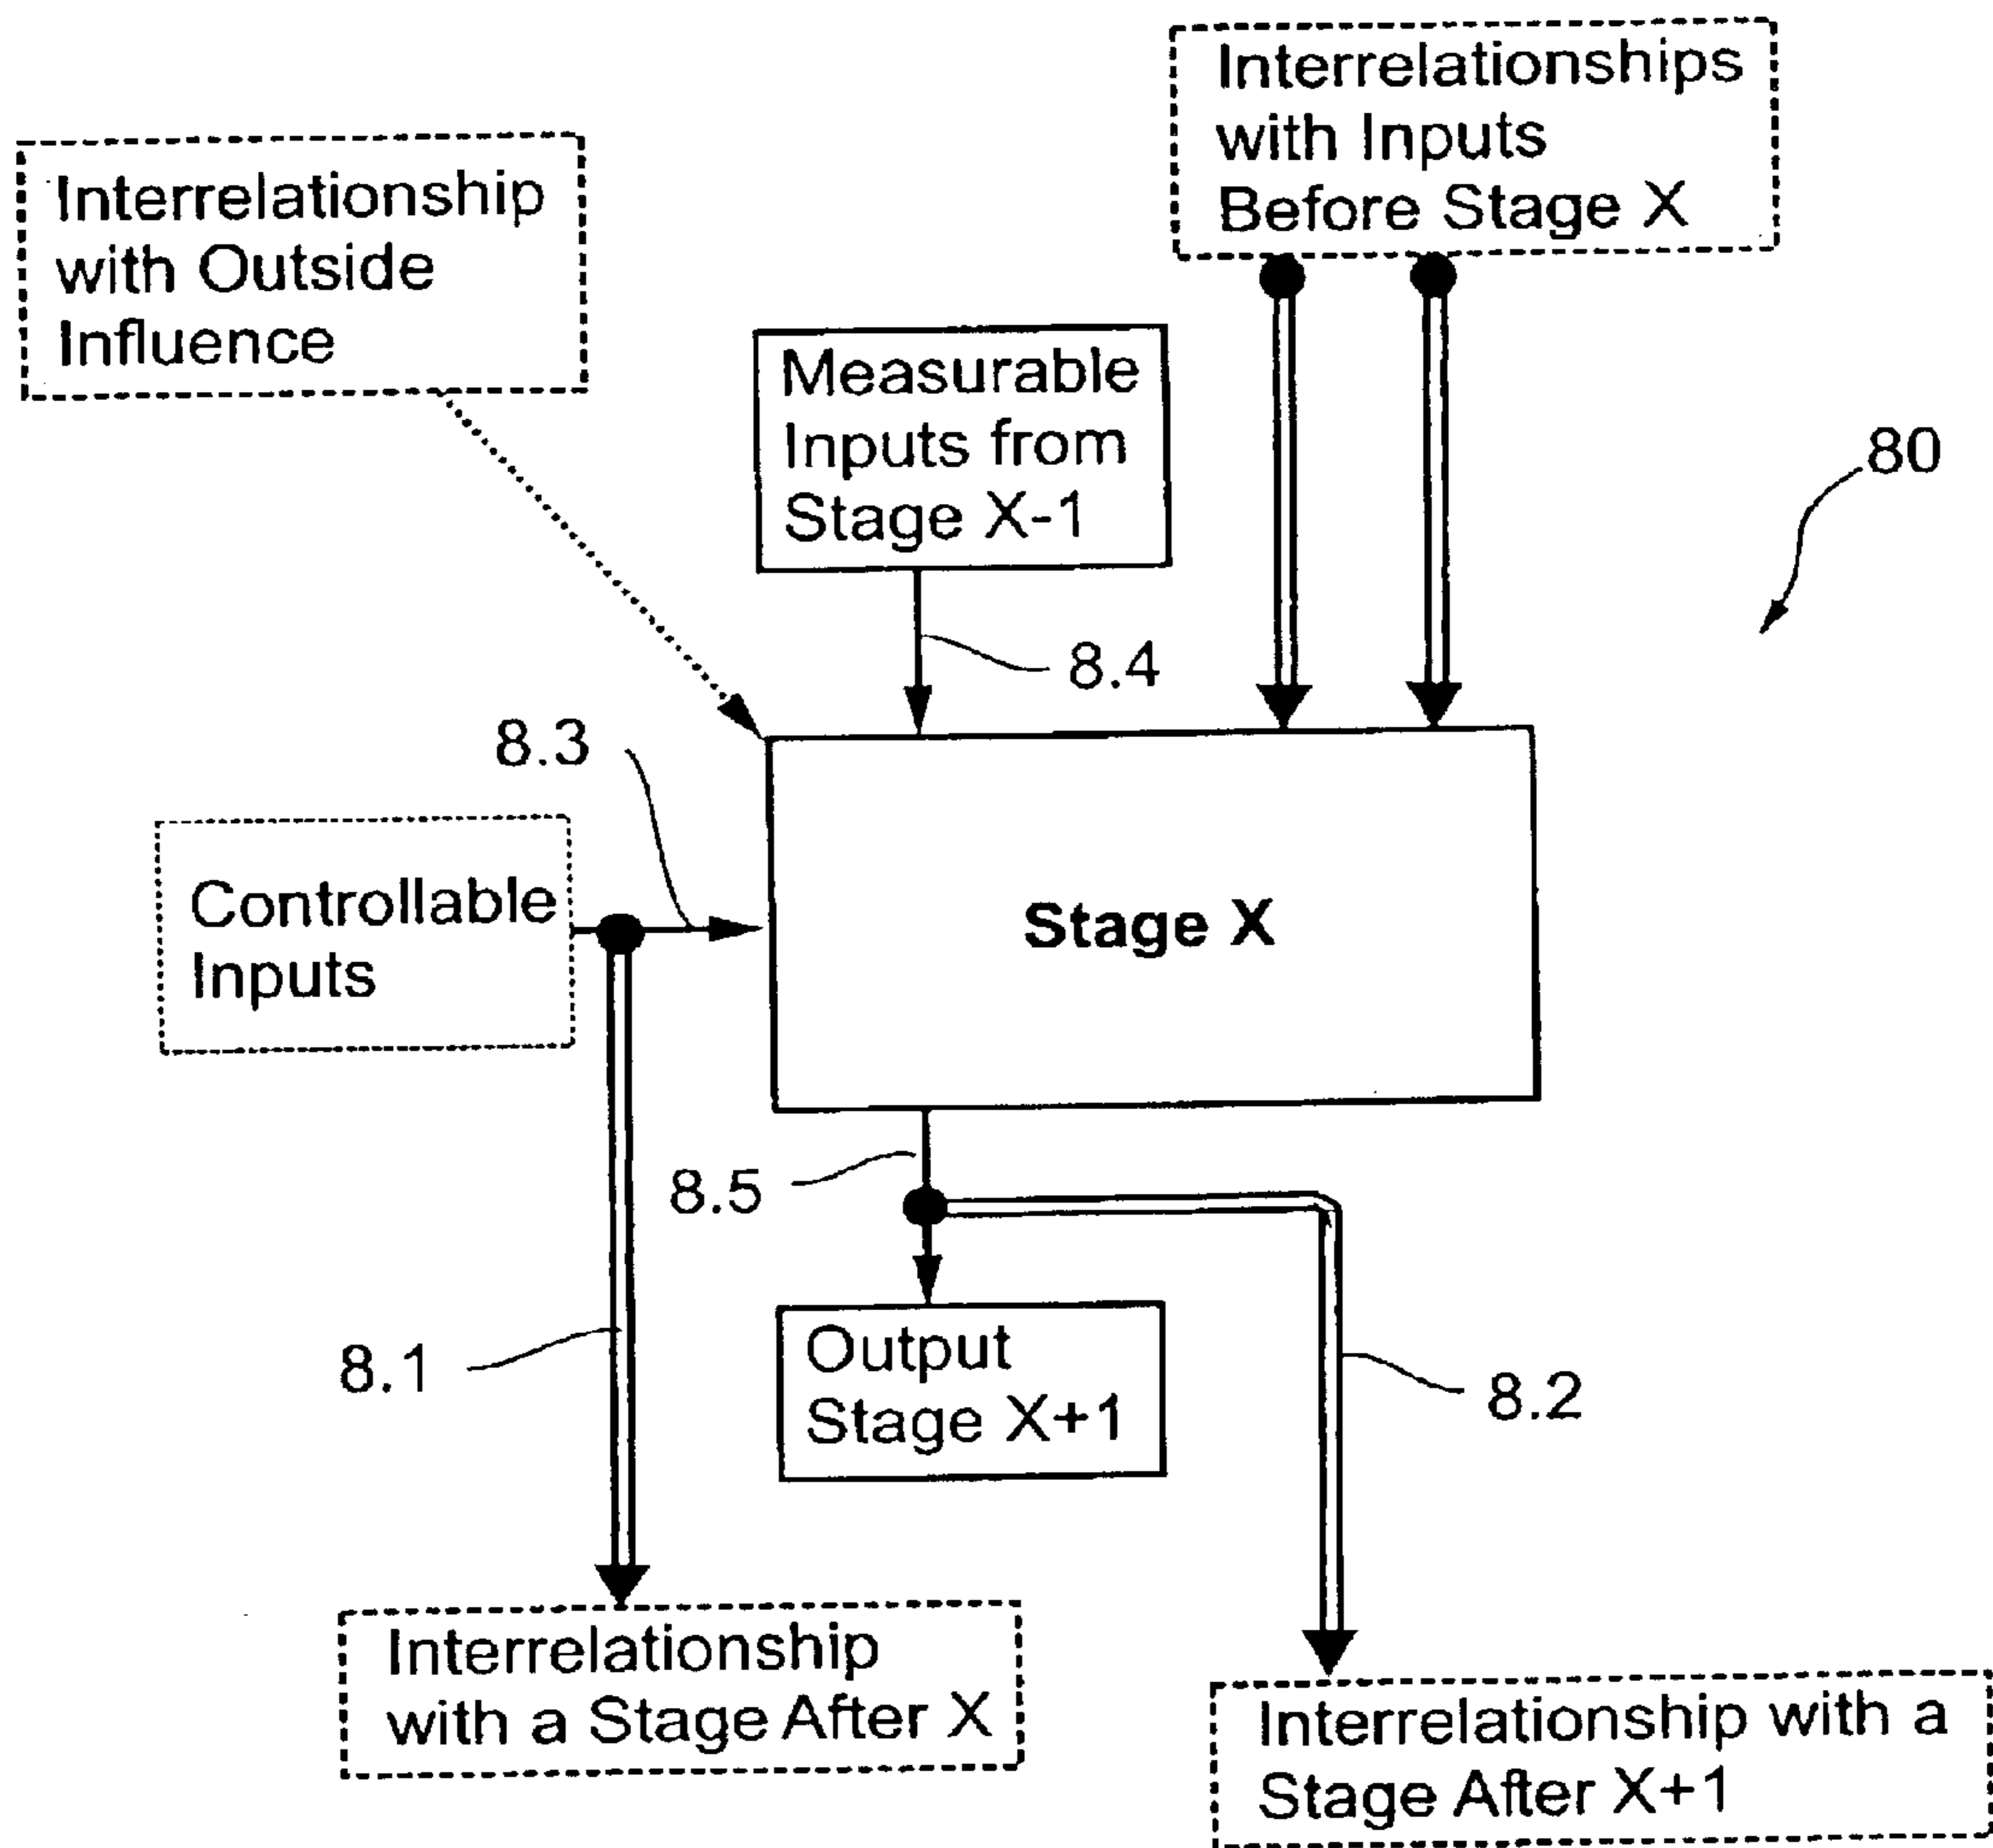 Interrelationships
with Inputs
Before Stage X
Interrelationship
with Outside
Influence
Measurable
Inputs from
Stage X-1
80
8.4
8.3
Controllable
Inputs
Stage X
8.5
8.1
Output
Stage X+1
8.2
Interrelationship
with a Stage After X
Interrelationship with a
Stage After X+1